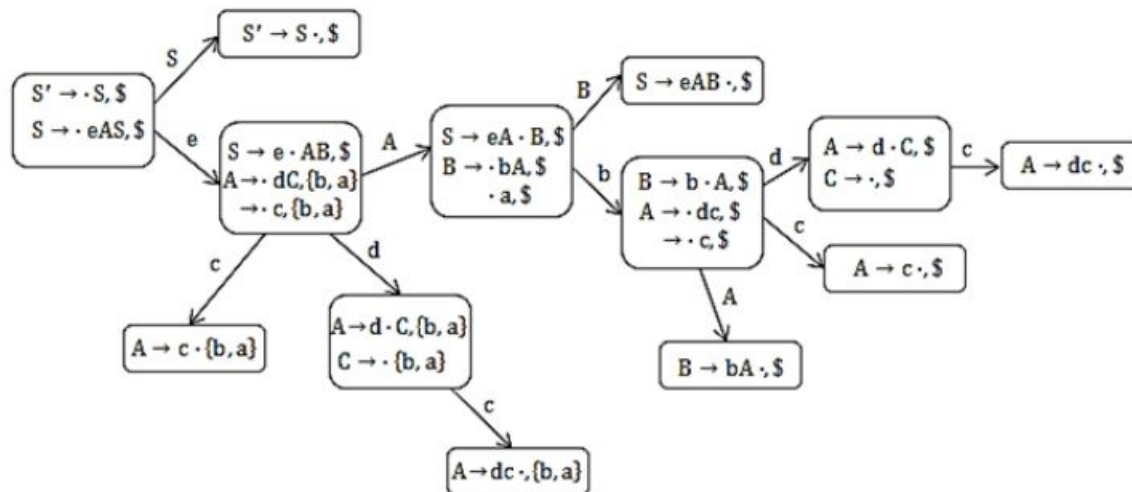 S' → S ·, $
S
S' → · S, $
S → · eAS, $
e
S → e · AB, $
A → · dC, {b, a}
→ · c, {b, a}
A
S → eA · B, $
B → · bA, $
· a, $
B
S → eAB ·, $
b
B → b · A, $
A → · dc, $
→ · c, $
d
A → d · C, $
C → ·, $
c
A → dc ·, $
c
A → c ·, $
A
B → bA ·, $
c
A → c · {b, a}
d
A → d · C, {b, a}
C → · {b, a}
c
A → dc ·, {b, a}